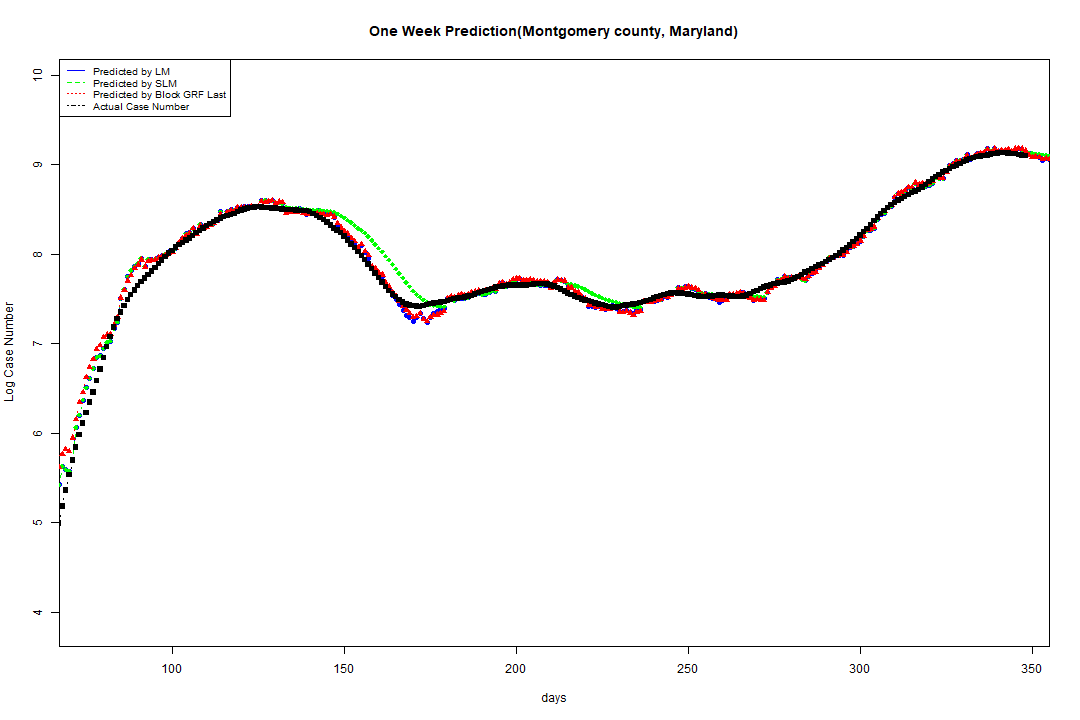 One Week Prediction(Montgomery county, Maryland)
Predicted by LM
Predicted by SLM
Predicted by Block GRF Last
Actual Case Number
10
9
8
7
6
5
4
Log Case Number
100 150 200 250 300 350
days